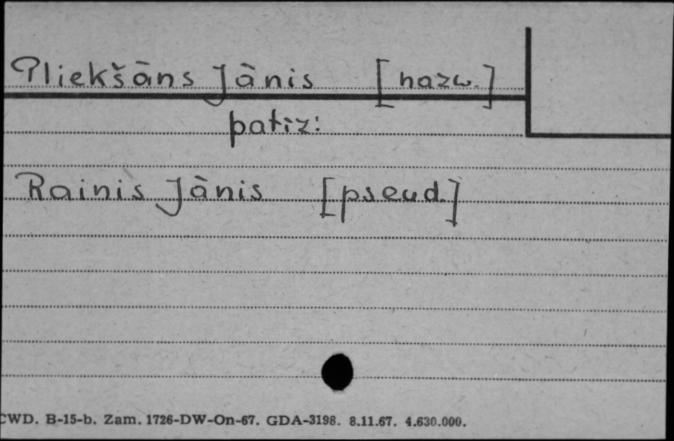 Pliekšāns Jānis [nazw.]
patrz:
Rainis Jānis [pseud.]
CWD. B-15-b. Zam. 1726-DW-On-67. GDA-3198. 8.11.67. 4.630.000.